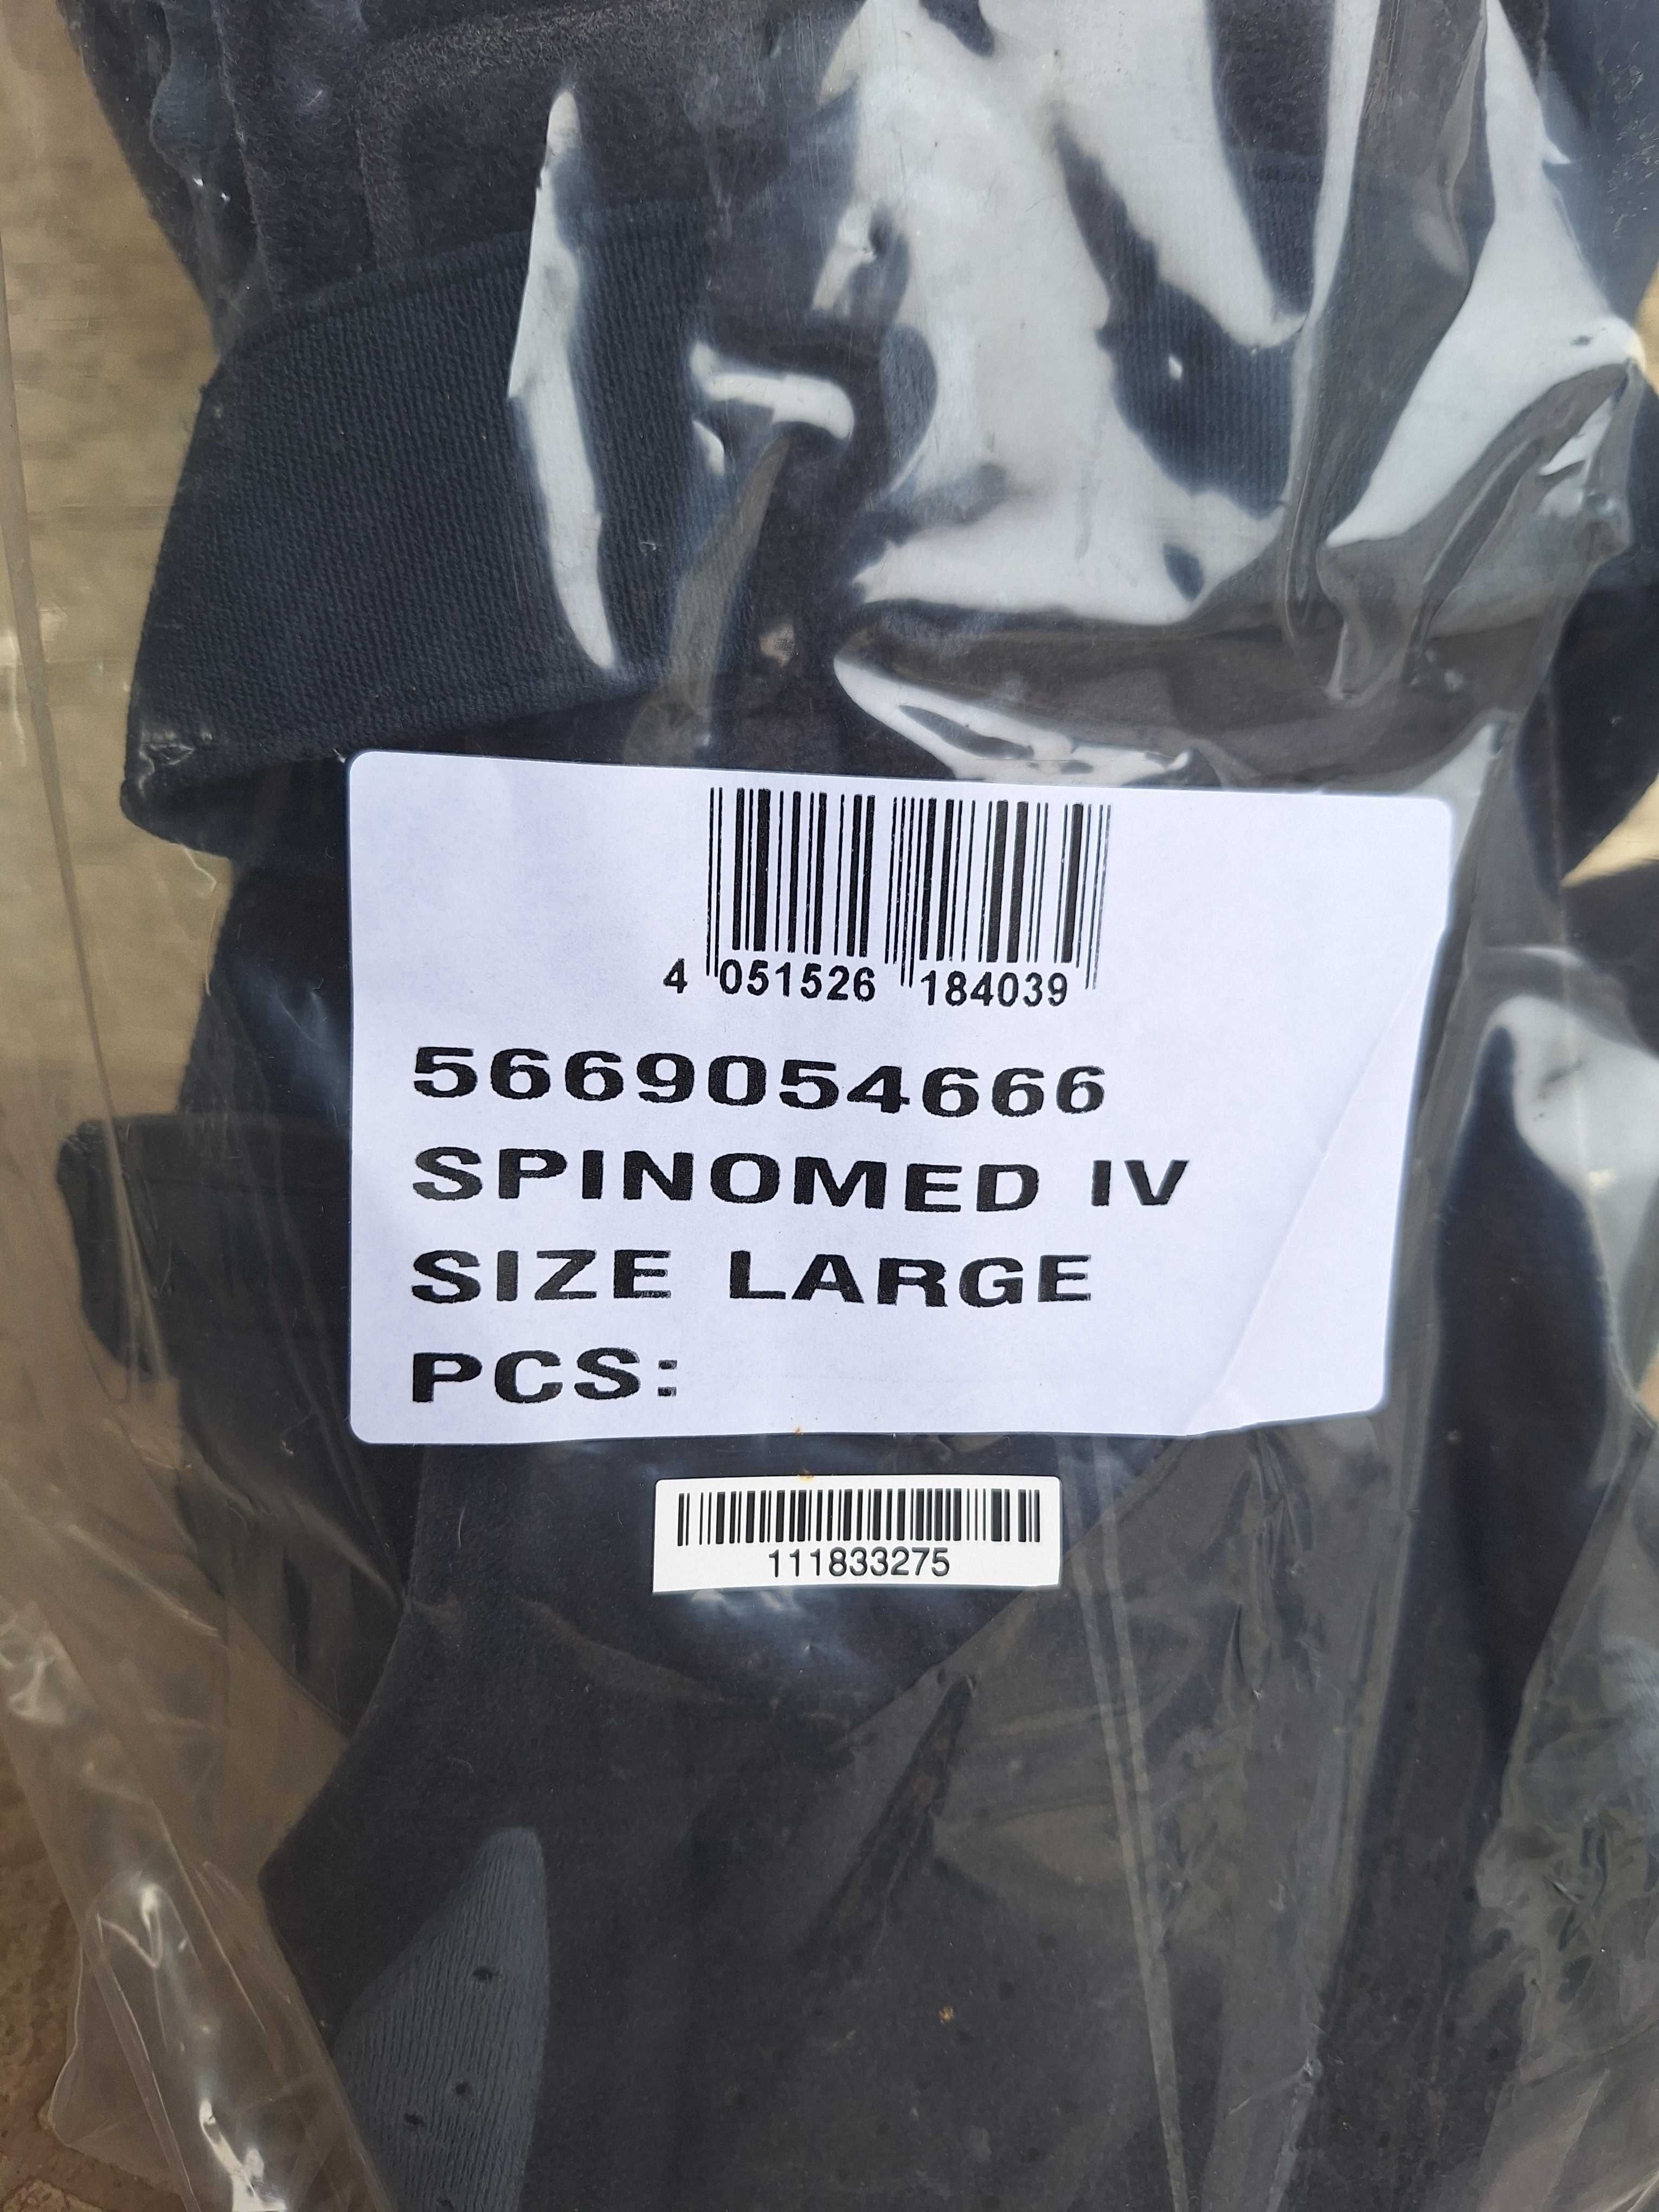 4 051526 184039
5669054666
SPINOMED IV
SIZE LARGE
PCS:
111833275